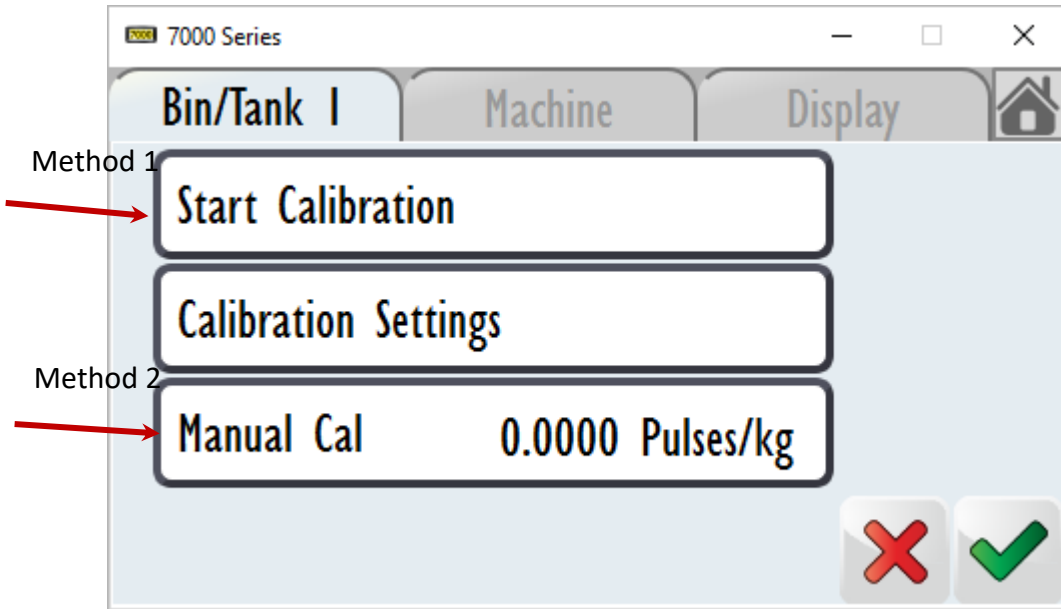 7000 7000 Series
Bin/Tank 1 Machine Display
Method 1
Start Calibration
Calibration Settings
Method 2
Manual Cal 0.0000 Pulses/kg